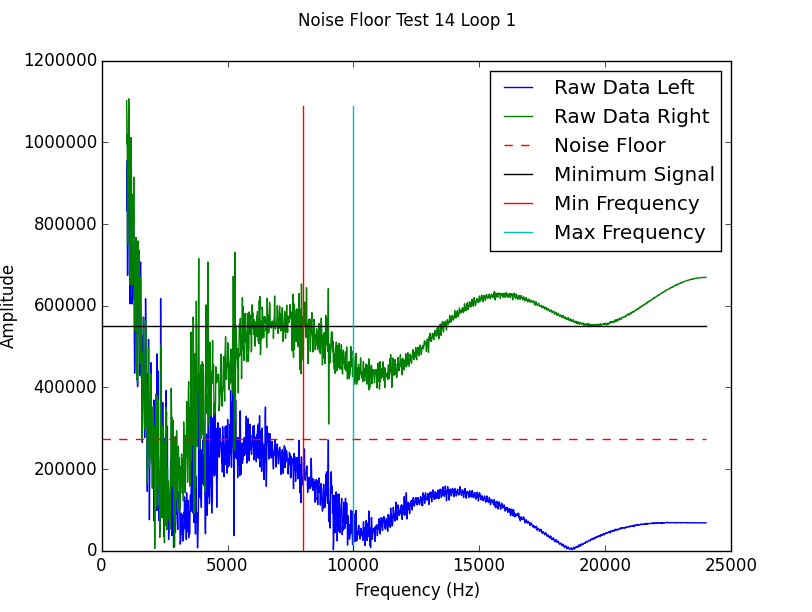 Noise Floor Test 14 Loop 1
1200000
1000000
800000
600000
400000
200000
0
Amplitude
Raw Data Left
Raw Data Right
Noise Floor
Minimum Signal
Min Frequency
Max Frequency
0 5000 10000 15000 20000 25000
Frequency (Hz)